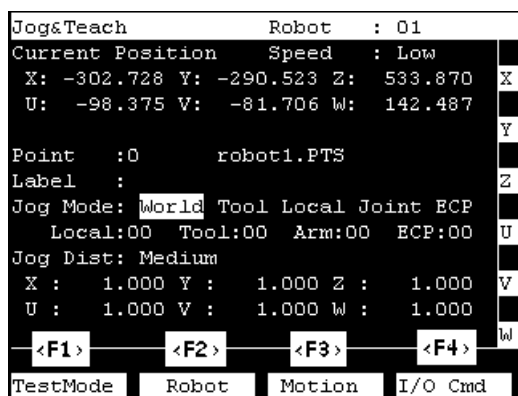 Jog&Teach Robot : 01
Current Position Speed : Low
X: -302.728 Y: -290.523 Z: 533.870 X
U: -98.375 V: -81.706 W: 142.487
Y
Point :0 robot1.PTS
Label : Z
Jog Mode: World Tool Local Joint ECP
Local:00 Tool:00 Arm:00 ECP:00 U
Jog Dist: Medium
X : 1.000 Y : 1.000 Z : 1.000 V
U : 1.000 V : 1.000 W : 1.000
W
<F1> <F2> <F3> <F4>
TestMode Robot Motion I/O Cmd